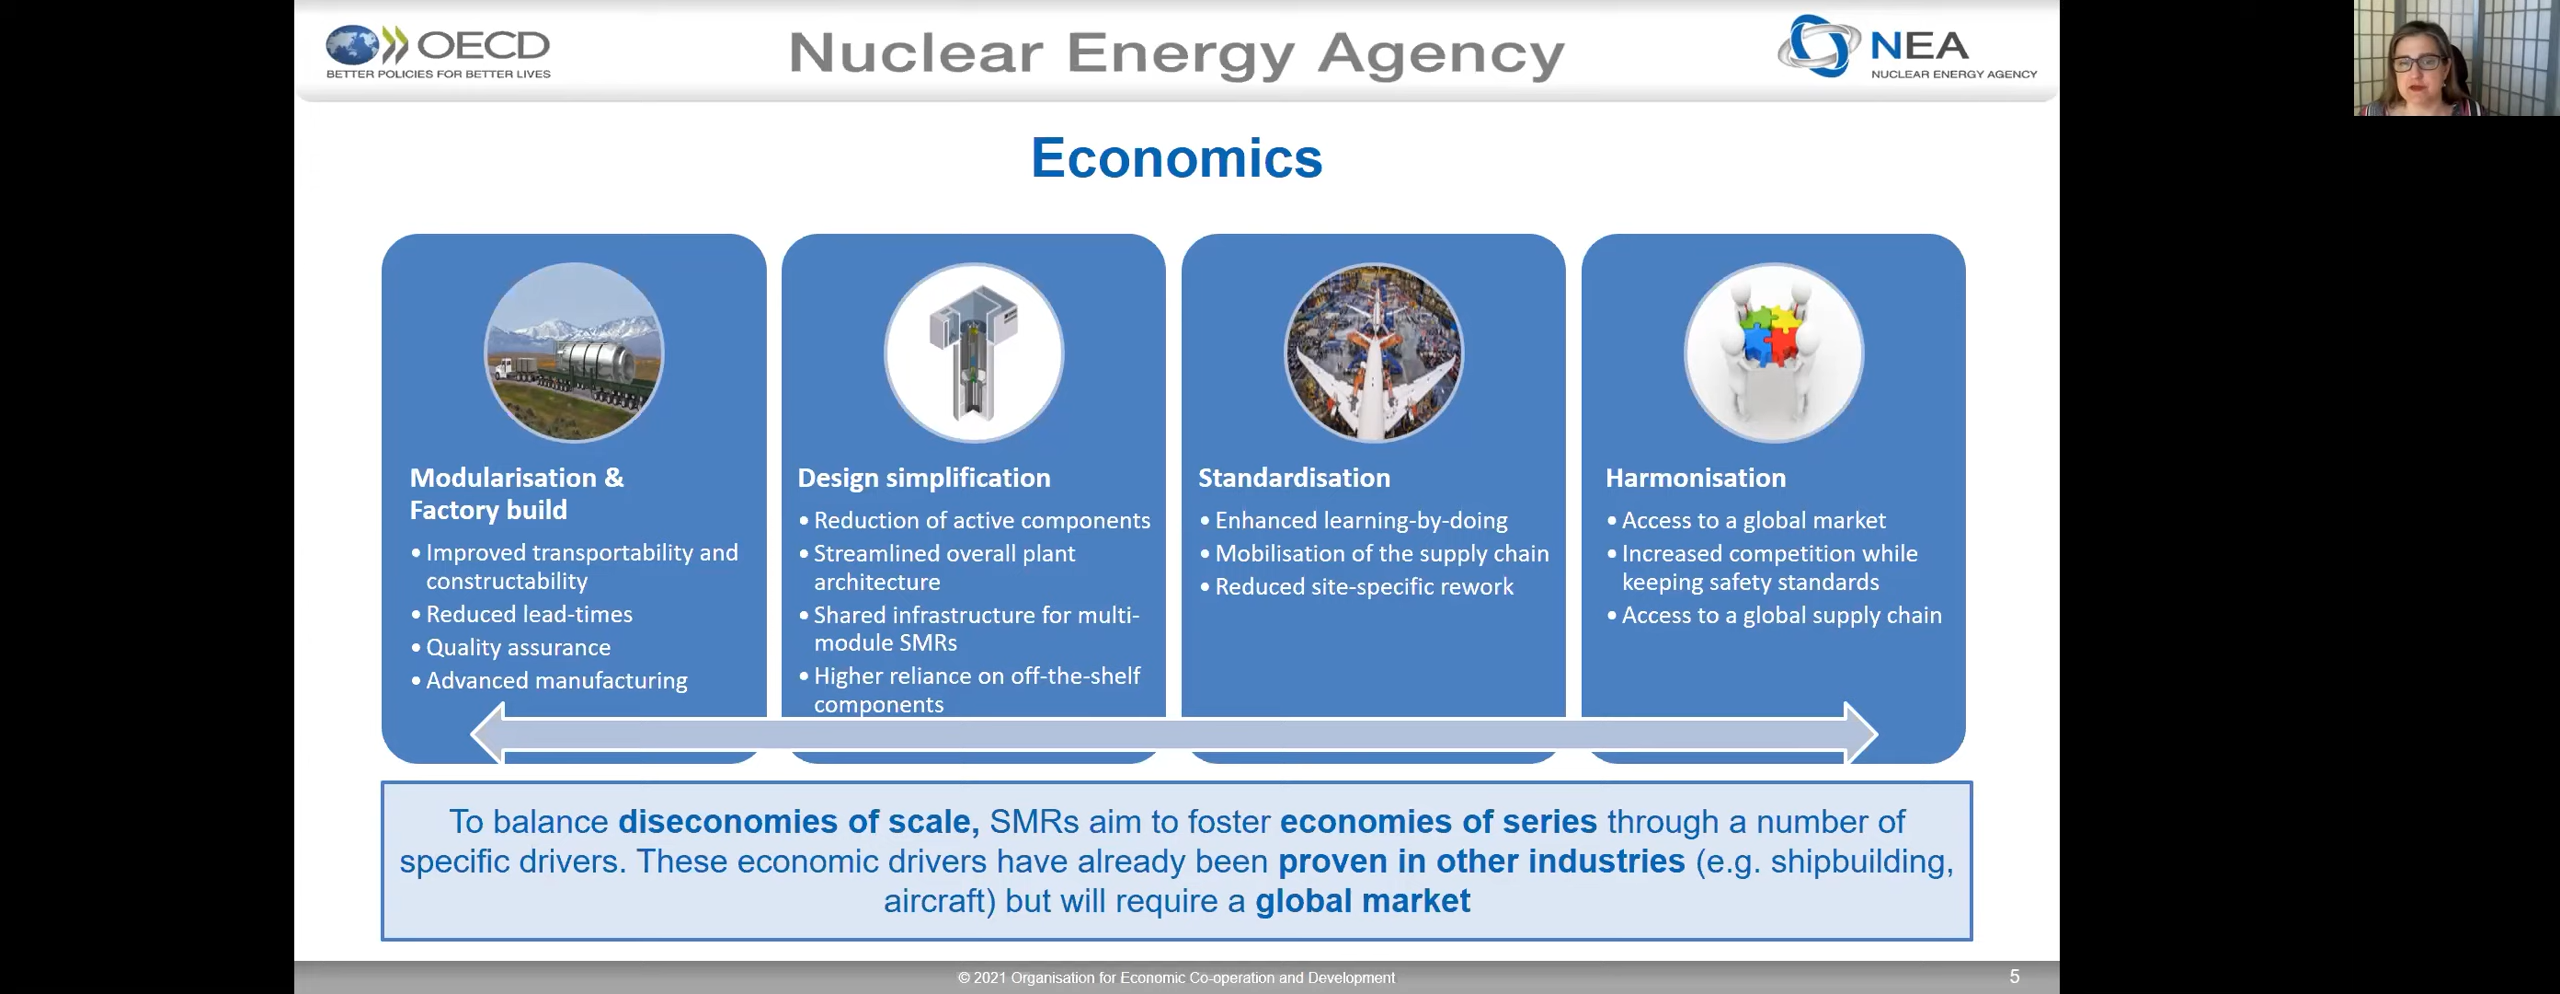 OECD
BETTER POLICIES FOR BETTER LIVES
Nuclear Energy Agency
NEA
NUCLEAR ENERGY AGENCY
Economics
Modularisation &
Factory build
• Improved transportability and
constructability
• Reduced lead-times
• Quality assurance
• Advanced manufacturing
Design simplification
• Reduction of active components
• Streamlined overall plant
architecture
• Shared infrastructure for multi-
module SMRs
• Higher reliance on off-the-shelf
components
Standardisation
• Enhanced learning-by-doing
• Mobilisation of the supply chain
• Reduced site-specific rework
Harmonisation
• Access to a global market
• Increased competition while
keeping safety standards
• Access to a global supply chain
To balance diseconomies of scale, SMRs aim to foster economies of series through a number of
specific drivers. These economic drivers have already been proven in other industries (e.g. shipbuilding,
aircraft) but will require a global market
© 2021 Organisation for Economic Co-operation and Development
5